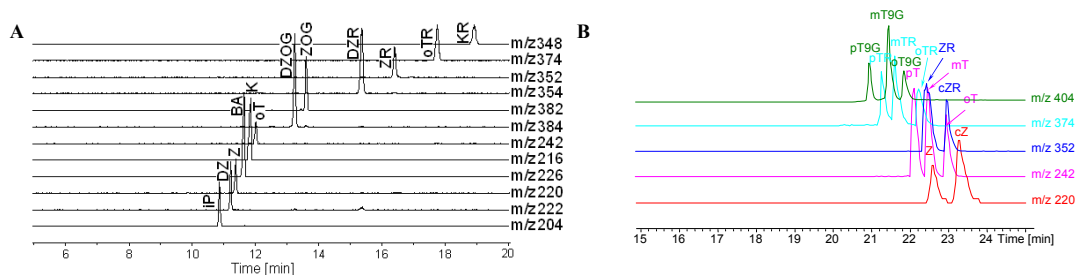 A
iP
DZ
Z
BA
K
oT
DZOG
ZOG
DZR
ZR
oTR
KR
m/z348
m/z374
m/z352
m/z354
m/z382
m/z384
m/z242
m/z216
m/z226
m/z220
m/z222
m/z204
6 8 10 12 14 16 18 20
Time [min]
B
mT9G
pT9G
mTR
oTR
ZR
pTR
oT9G
mT
pT
cZR
oT
Z
cZ
m/z 404
m/z 374
m/z 352
m/z 242
m/z 220
15 16 17 18 19 20 21 22 23 24 Time [min]